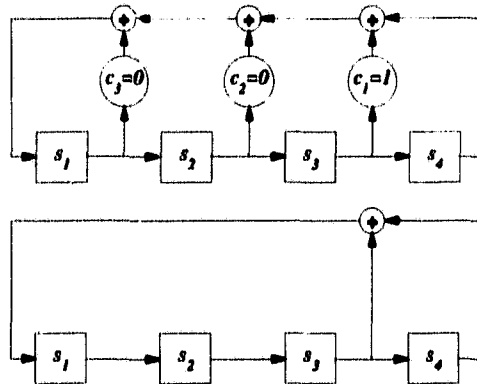 + + +
c₃=0 c₂=0 c₁=1
s₁ s₂ s₃ s₄
+
s₁ s₂ s₃ s₄